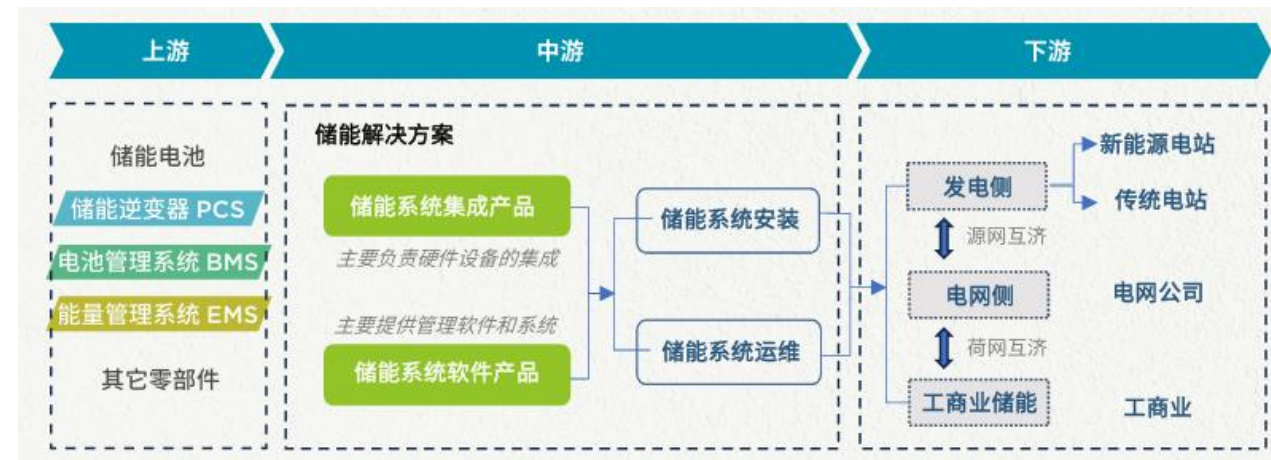 上游
中游
下游
储能电池
储能逆变器 PCS
电池管理系统 BMS
能量管理系统 EMS
其它零部件
储能解决方案
储能系统集成产品
主要负责硬件设备的集成
主要提供管理软件和系统
储能系统软件产品
储能系统安装
储能系统运维
发电侧
新能源电站
传统电站
源网互济
电网侧
电网公司
荷网互济
工商业储能
工商业